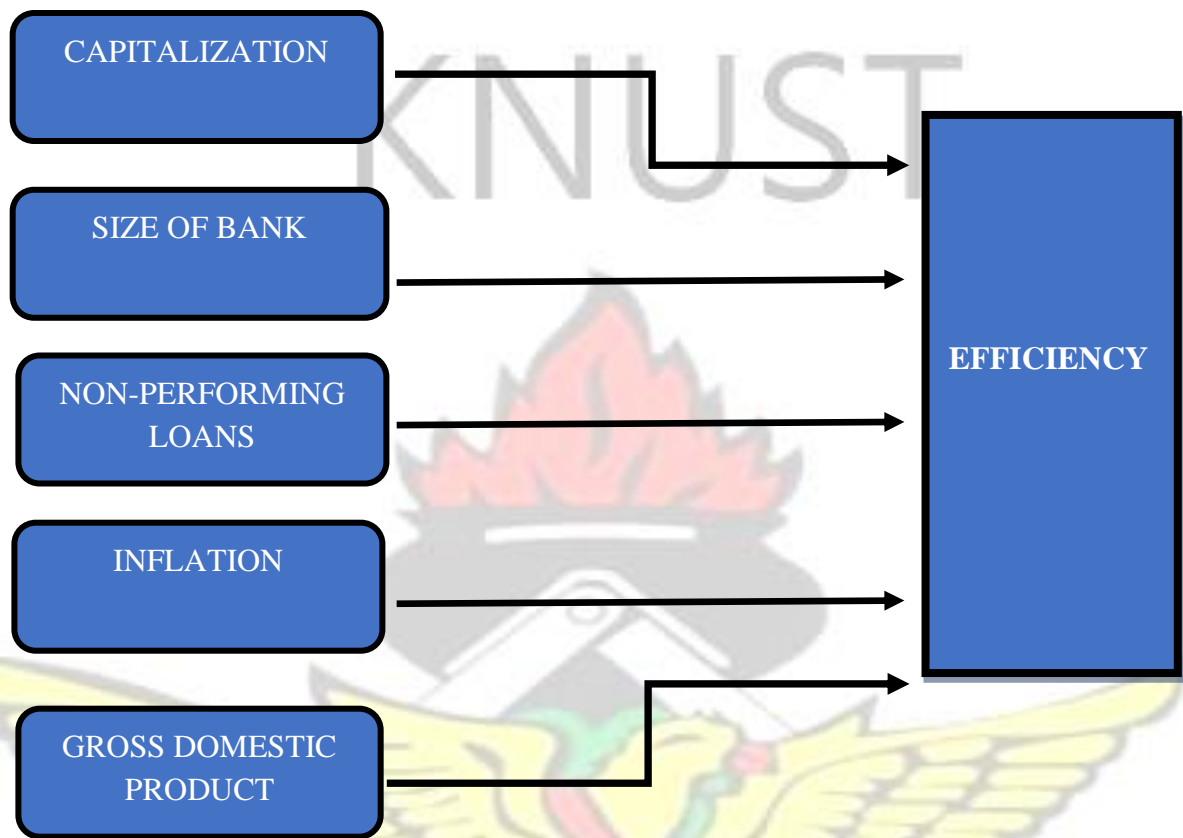 KNUST
CAPITALIZATION
SIZE OF BANK
NON-PERFORMING
LOANS
INFLATION
GROSS DOMESTIC
PRODUCT
EFFICIENCY